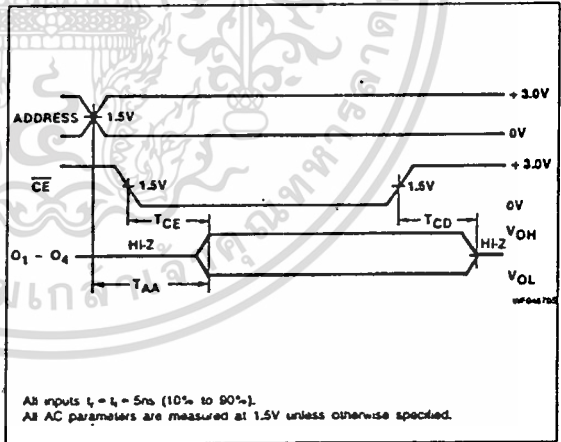 + 3.0V
ADDRESS 1.5V
0V
+ 3.0V
CE 1.5V
0V
TCE TCD
VOH
HI-Z HI-Z
O1 - O4
VOL
TAA
All inputs tr = tf = 5ns (10% to 90%).
All AC parameters are measured at 1.5V unless otherwise specified.